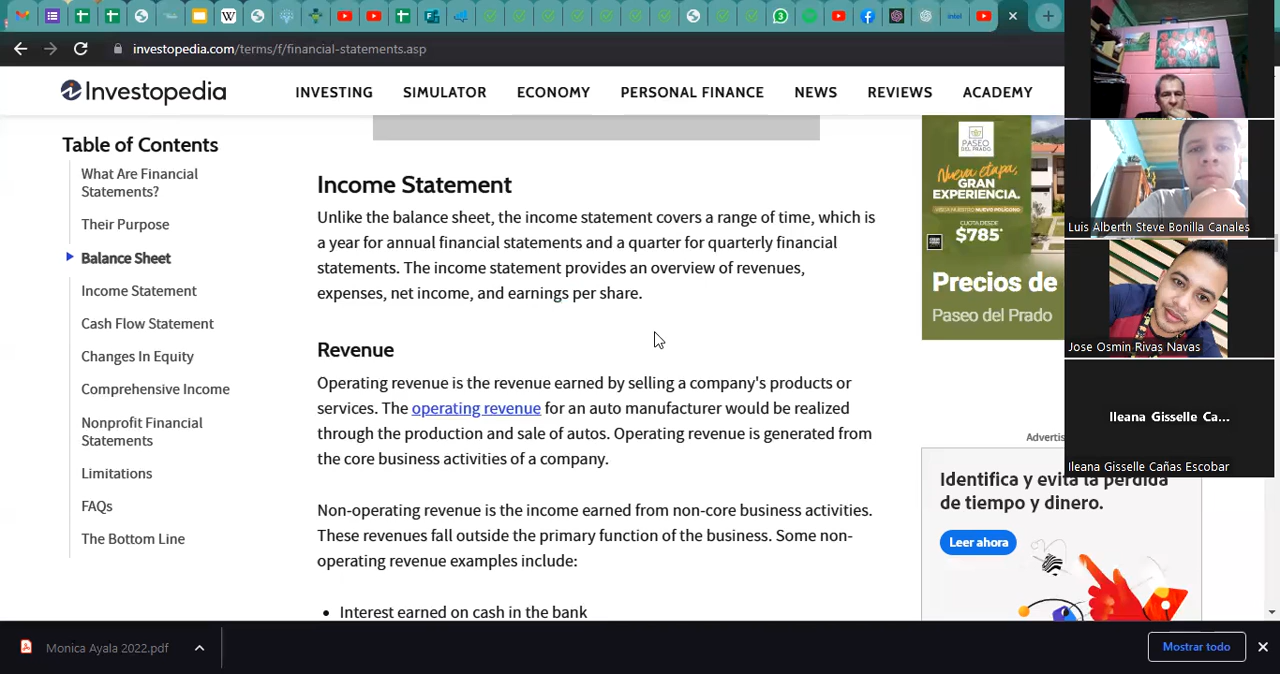 investopedia.com/terms/f/financial-statements.asp
Investopedia
INVESTING
SIMULATOR
ECONOMY
PERSONAL FINANCE
NEWS
REVIEWS
ACADEMY
Table of Contents
What Are Financial
Statements?
Their Purpose
Balance Sheet
Income Statement
Cash Flow Statement
Changes In Equity
Comprehensive Income
Nonprofit Financial
Statements
Limitations
FAQs
The Bottom Line
Income Statement
Unlike the balance sheet, the income statement covers a range of time, which is
a year for annual financial statements and a quarter for quarterly financial
statements. The income statement provides an overview of revenues,
expenses, net income, and earnings per share.
Revenue
Operating revenue is the revenue earned by selling a company's products or
services. The operating revenue for an auto manufacturer would be realized
through the production and sale of autos. Operating revenue is generated from
the core business activities of a company.
Non-operating revenue is the income earned from non-core business activities.
These revenues fall outside the primary function of the business. Some non-
operating revenue examples include:
• Interest earned on cash in the bank
PASEO
DEL PRADO
Nueva etapa,
GRAN
EXPERIENCIA.
CUOTA DESDE
$785*
Precios de
Paseo del Prado
Adverti
Identifica y evita la pérdida
de tiempo y dinero.
Leer ahora
Luis Alberth Steve Bonilla Canales
Jose Osmin Rivas Navas
Ileana Gisselle Ca...
Ileana Gisselle Cañas Escobar
Monica Ayala 2022.pdf
Mostrar todo